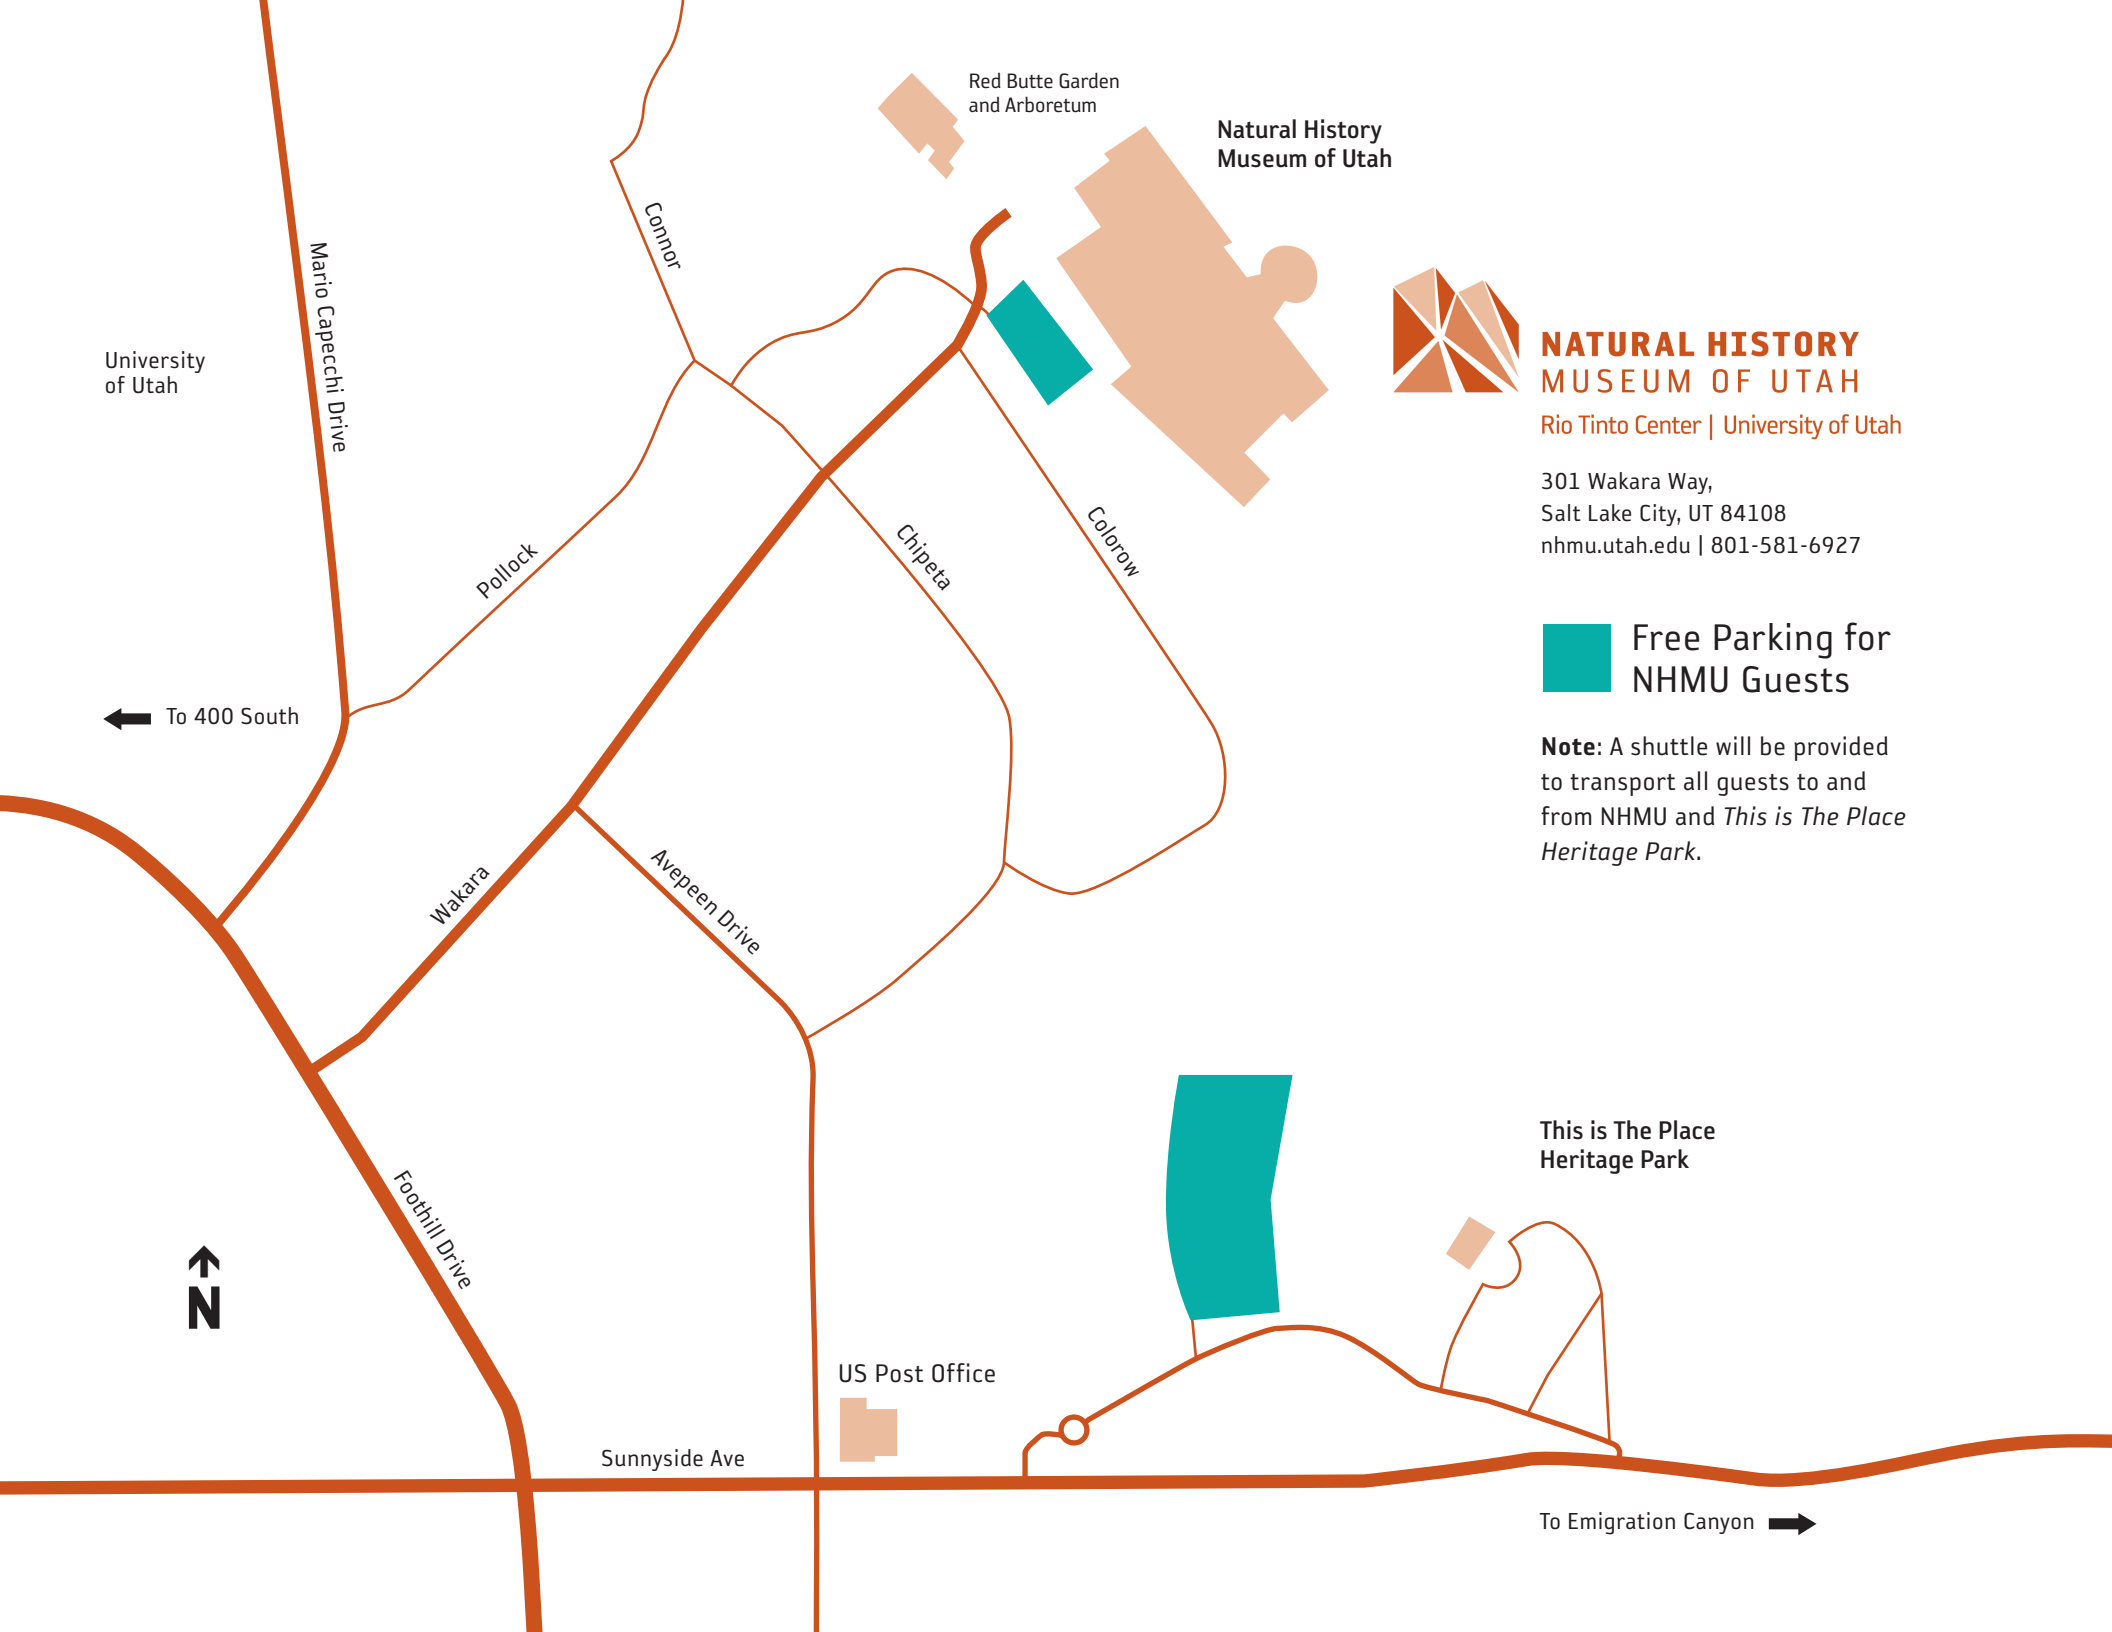 Red Butte Garden
and Arboretum
Natural History
Museum of Utah
Connor
Mario Capecchi Drive
University
of Utah
NATURAL HISTORY
MUSEUM OF UTAH
Rio Tinto Center | University of Utah
301 Wakara Way,
Salt Lake City, UT 84108
nhmu.utah.edu | 801-581-6927
Pollock
Chipeta
Colorow
Free Parking for
NHMU Guests
To 400 South
Note: A shuttle will be provided
to transport all guests to and
from NHMU and This is The Place
Heritage Park.
Wakara
Avepeen Drive
This is The Place
Heritage Park
Foothill Drive
N
US Post Office
Sunnyside Ave
To Emigration Canyon